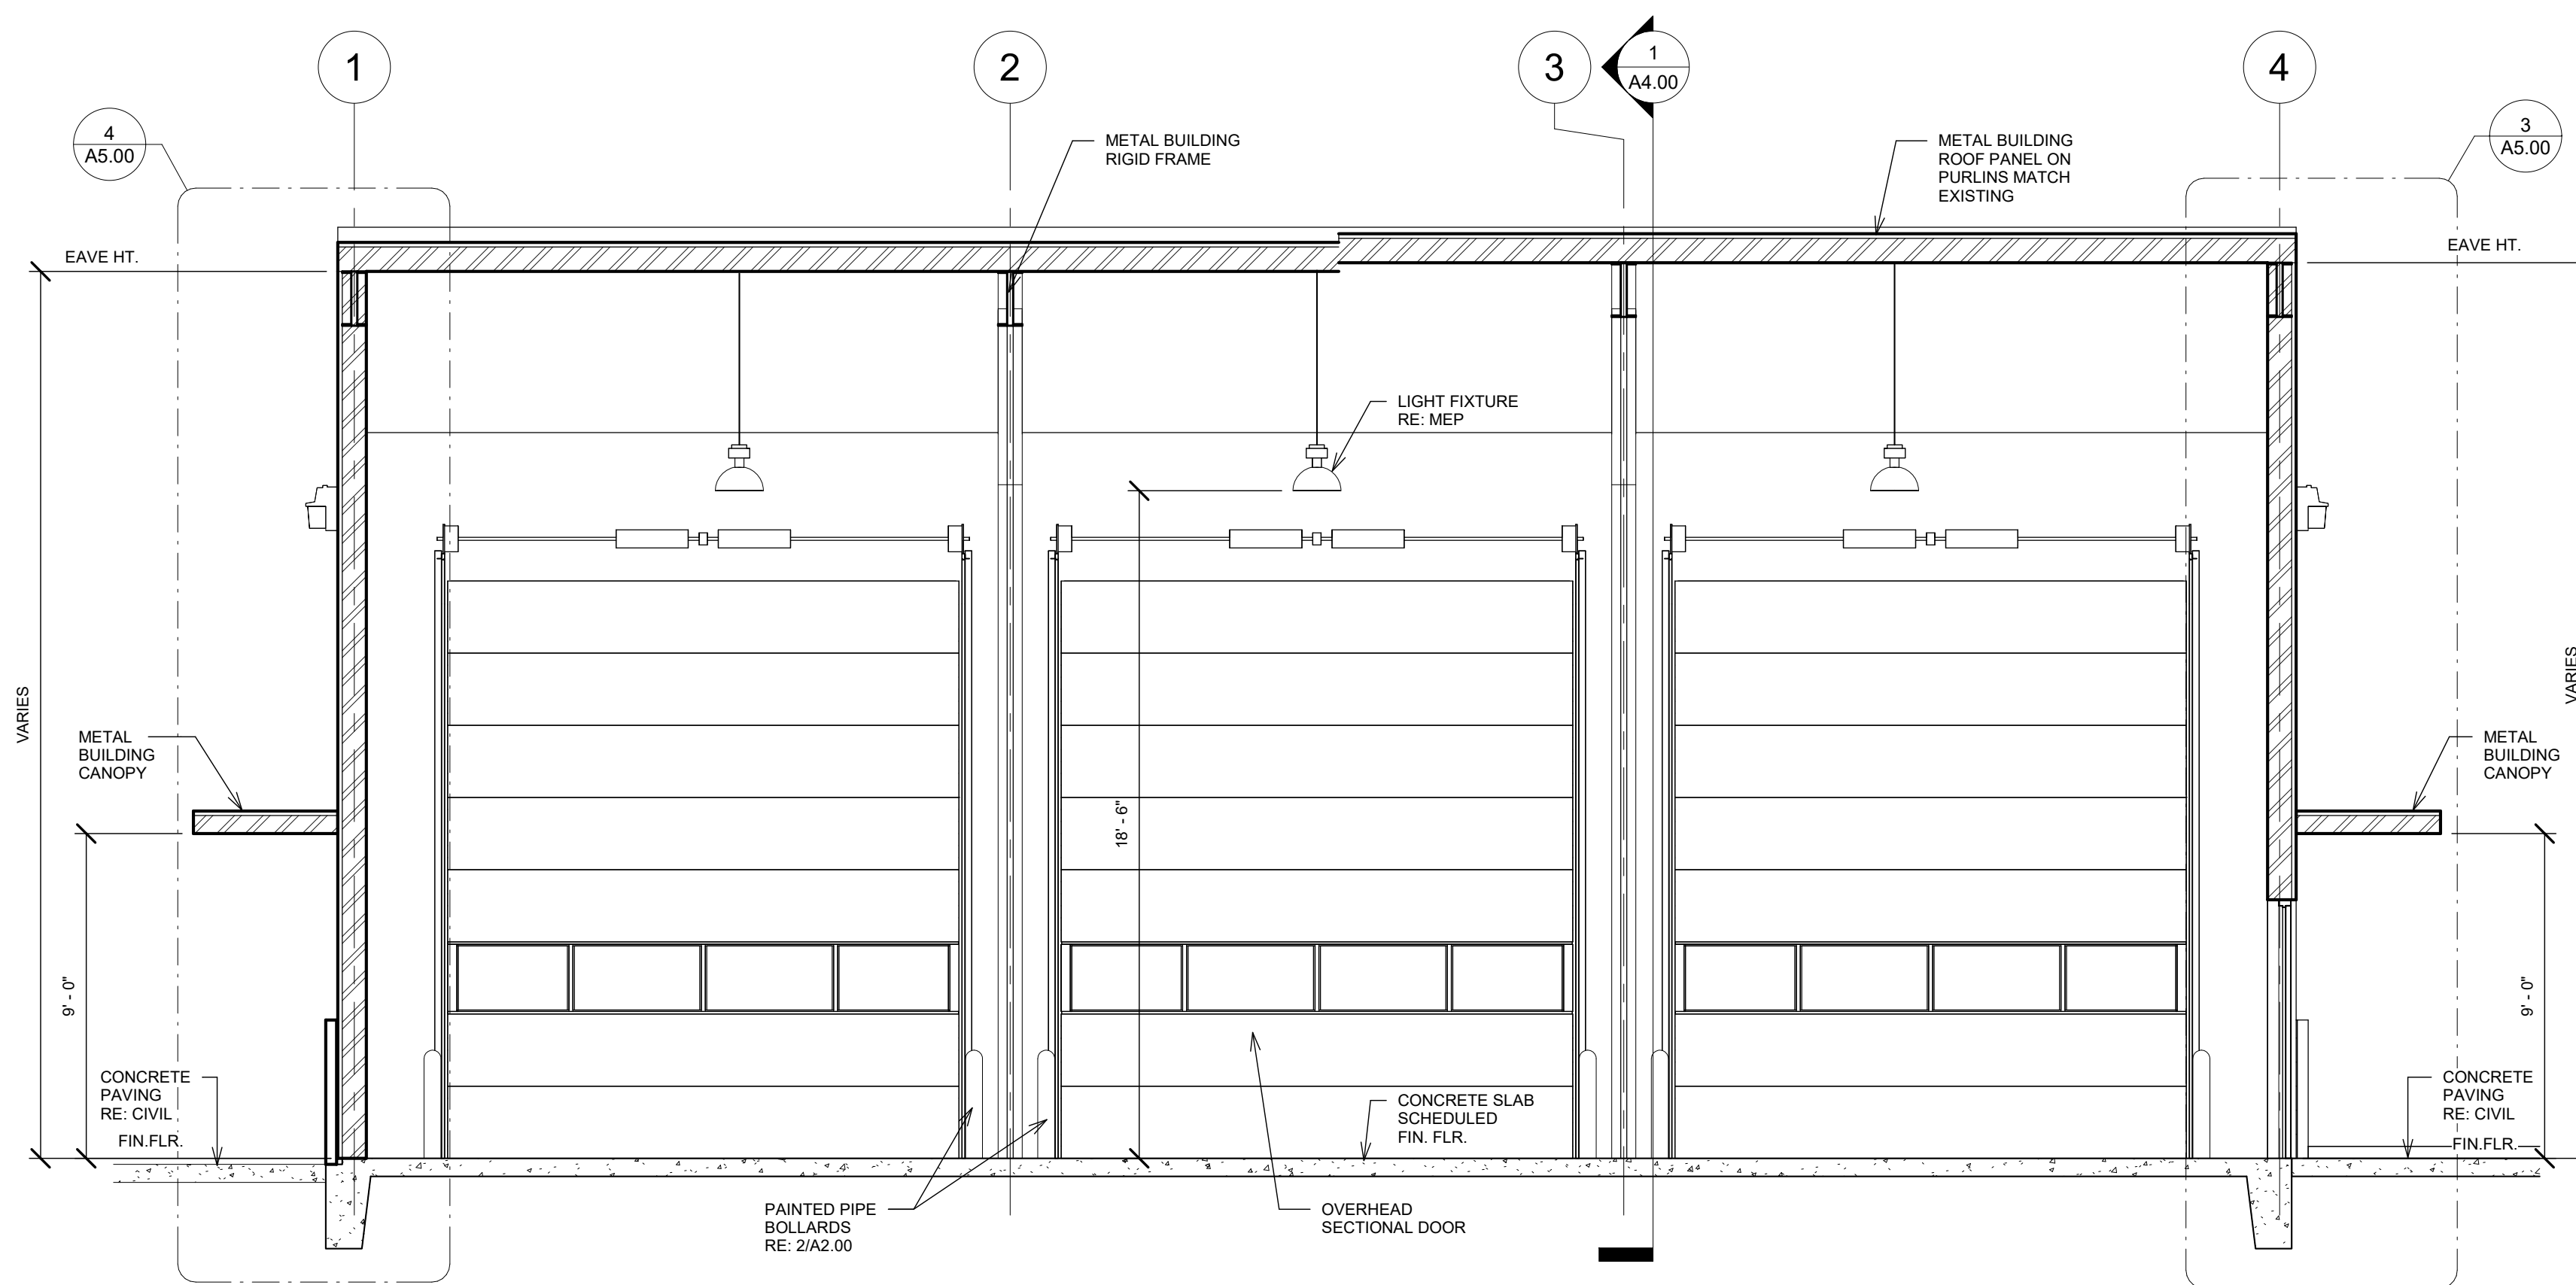 1
2
3
1
A4.00
4
4
A5.00
3
A5.00
METAL BUILDING
RIGID FRAME
METAL BUILDING
ROOF PANEL ON
PURLINS MATCH
EXISTING
EAVE HT.
EAVE HT.
LIGHT FIXTURE
RE: MEP
VARIES
VARIES
METAL
BUILDING
CANOPY
METAL
BUILDING
CANOPY
18' - 6"
9' - 0"
9' - 0"
CONCRETE
PAVING
RE: CIVIL
FIN.FLR.
CONCRETE SLAB
SCHEDULED
FIN. FLR.
CONCRETE
PAVING
RE: CIVIL
FIN.FLR.
PAINTED PIPE
BOLLARDS
RE: 2/A2.00
OVERHEAD
SECTIONAL DOOR